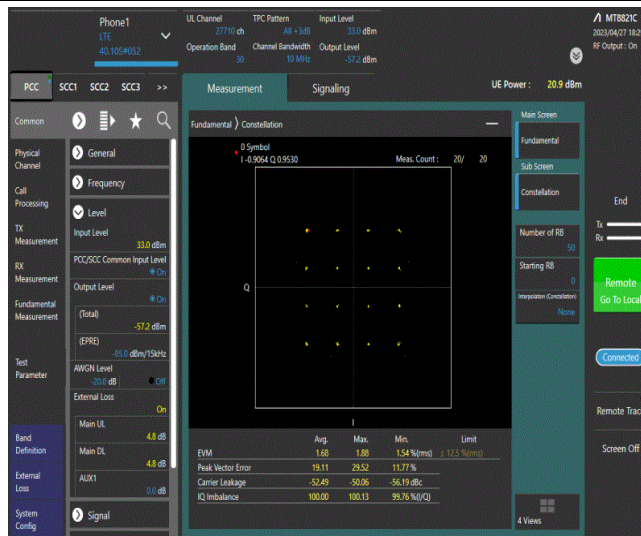 Phone1
LTE
40.105#052
UL Channel
27710 ch
TPC Pattern
All +3dB
Input Level
33.0 dBm
Operation Band
30
Channel Bandwidth
10 MHz
Output Level
-57.2 dBm
MT8821C
2023/04/27 18:2
RF Output : On
PCC SCC1 SCC2 SCC3 >>
Measurement
Signaling
UE Power : 20.9 dBm
Common
Physical
Channel
Call
Processing
TX
Measurement
RX
Measurement
Fundamental
Measurement
Test
Parameter
Band
Definition
External
Loss
System
Config
General
Frequency
Level
Input Level
33.0 dBm
PCC/SCC Common Input Level
On
Output Level
On
(Total)
-57.2 dBm
(EPRE)
-85.0 dBm/15kHz
AWGN Level
-20.0 dB Off
External Loss
On
Main UL
4.8 dB
Main DL
4.8 dB
AUX1
0.0 dB
Signal
Fundamental > Constellation
0 Symbol
I -0.9064 Q 0.9530
Meas. Count : 20/ 20
Q
I
Avg. Max. Min. Limit
EVM 1.68 1.88 1.54 %(rms) ≤ 12.5 %(rms)
Peak Vector Error 19.11 29.52 11.77 %
Carrier Leakage -52.49 -50.06 -56.19 dBc
IQ Imbalance 100.00 100.13 99.76 %(I/Q)
Main Screen
Fundamental
Sub Screen
Constellation
Number of RB
50
Starting RB
0
Interpolation (Constellation)
None
4 Views
End
Tx
Rx
Remote
Go To Local
Connected
Remote Trac
Screen Off